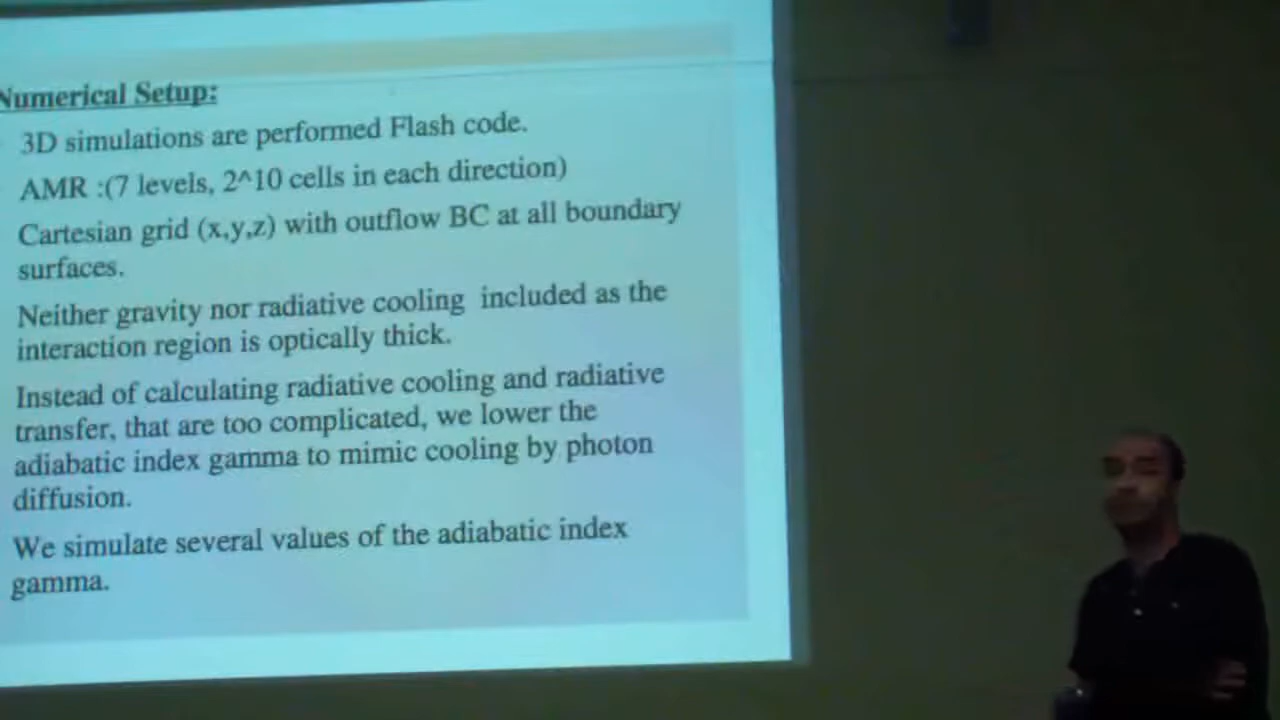 Numerical Setup:
3D simulations are performed Flash code.
AMR :(7 levels, 2^10 cells in each direction)
Cartesian grid (x,y,z) with outflow BC at all boundary
surfaces.
Neither gravity nor radiative cooling included as the
interaction region is optically thick.
Instead of calculating radiative cooling and radiative
transfer, that are too complicated, we lower the
adiabatic index gamma to mimic cooling by photon
diffusion.
We simulate several values of the adiabatic index
gamma.